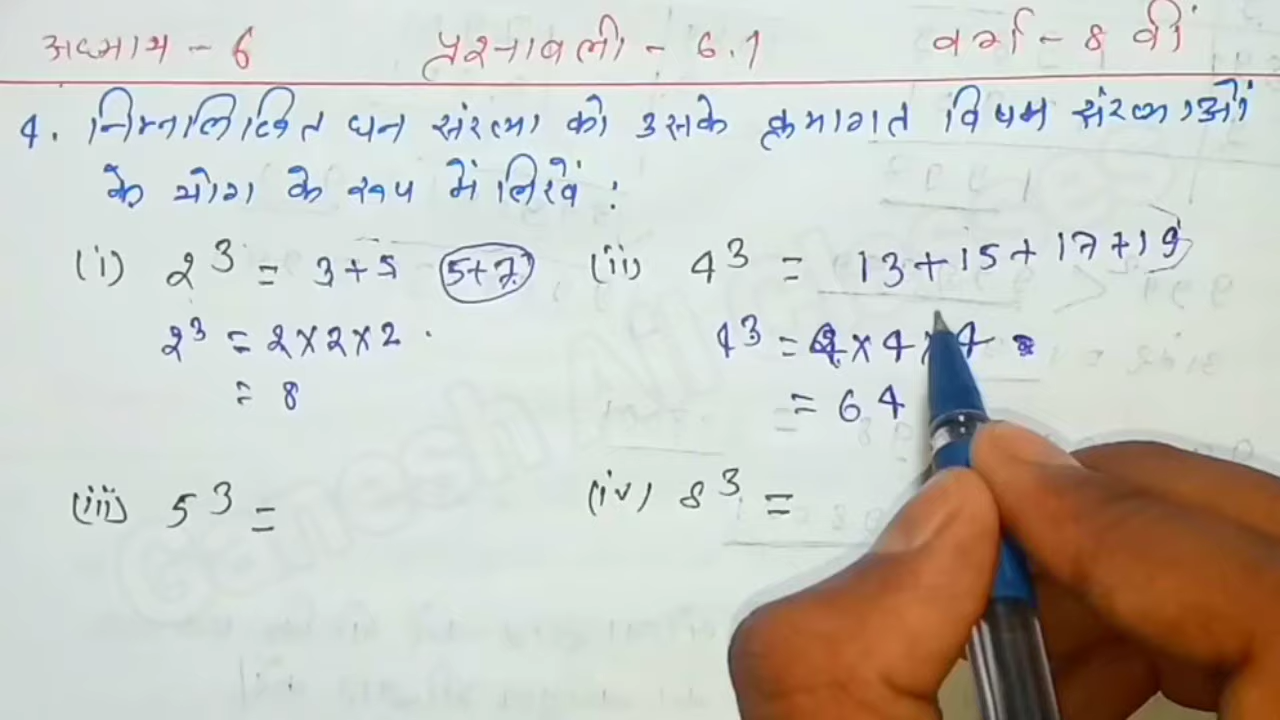 अध्याय - 6 प्रश्नावली - 6.1 वर्ग - 8 वीं
4. निम्नलिखित घन संख्या को उसके क्रमागत विषम संख्याओं
के योग के रूप में लिखें :
(i) 2³ = 3+5 5+7 (ii) 4³ = 13+15+17+19
2³ = 2×2×2 4³ = 4×4×4
= 8 = 64
(iii) 5³ = (iv) 8³ =